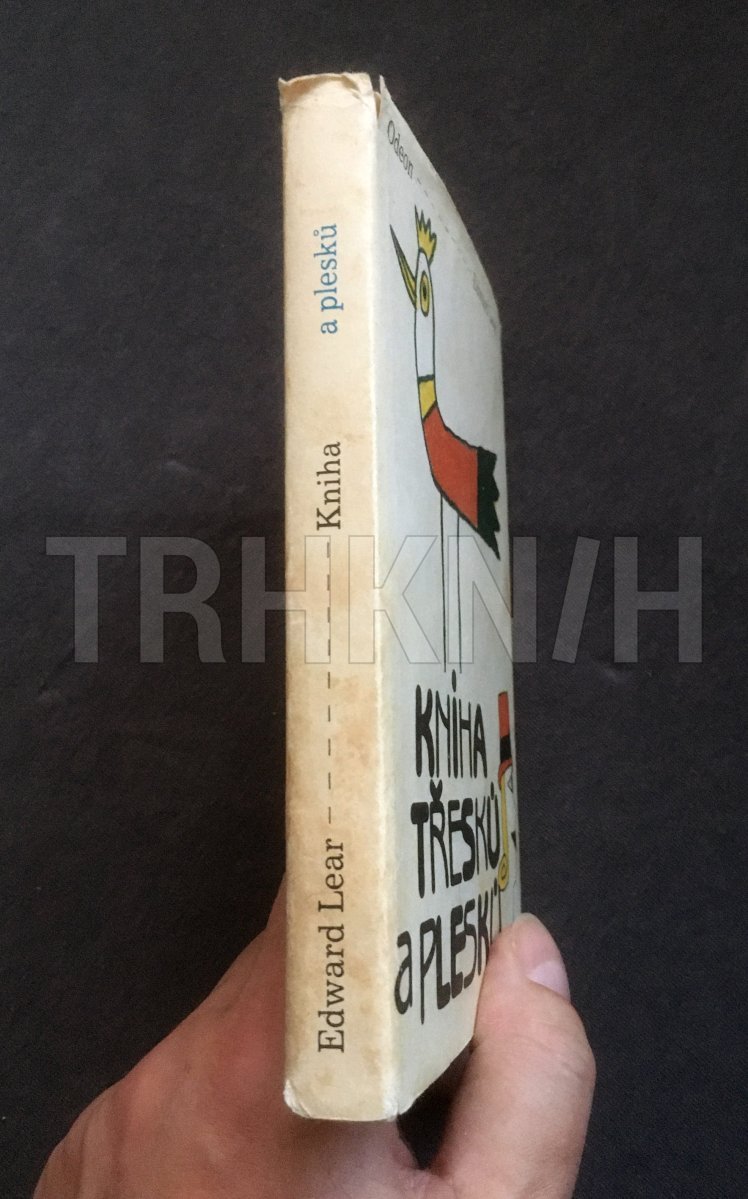 Edward Lear – – – – – – – – – Kniha a plesků
Odeon
KNIHA
TŘESKŮ
a PLESKŮ
TRHKNIH